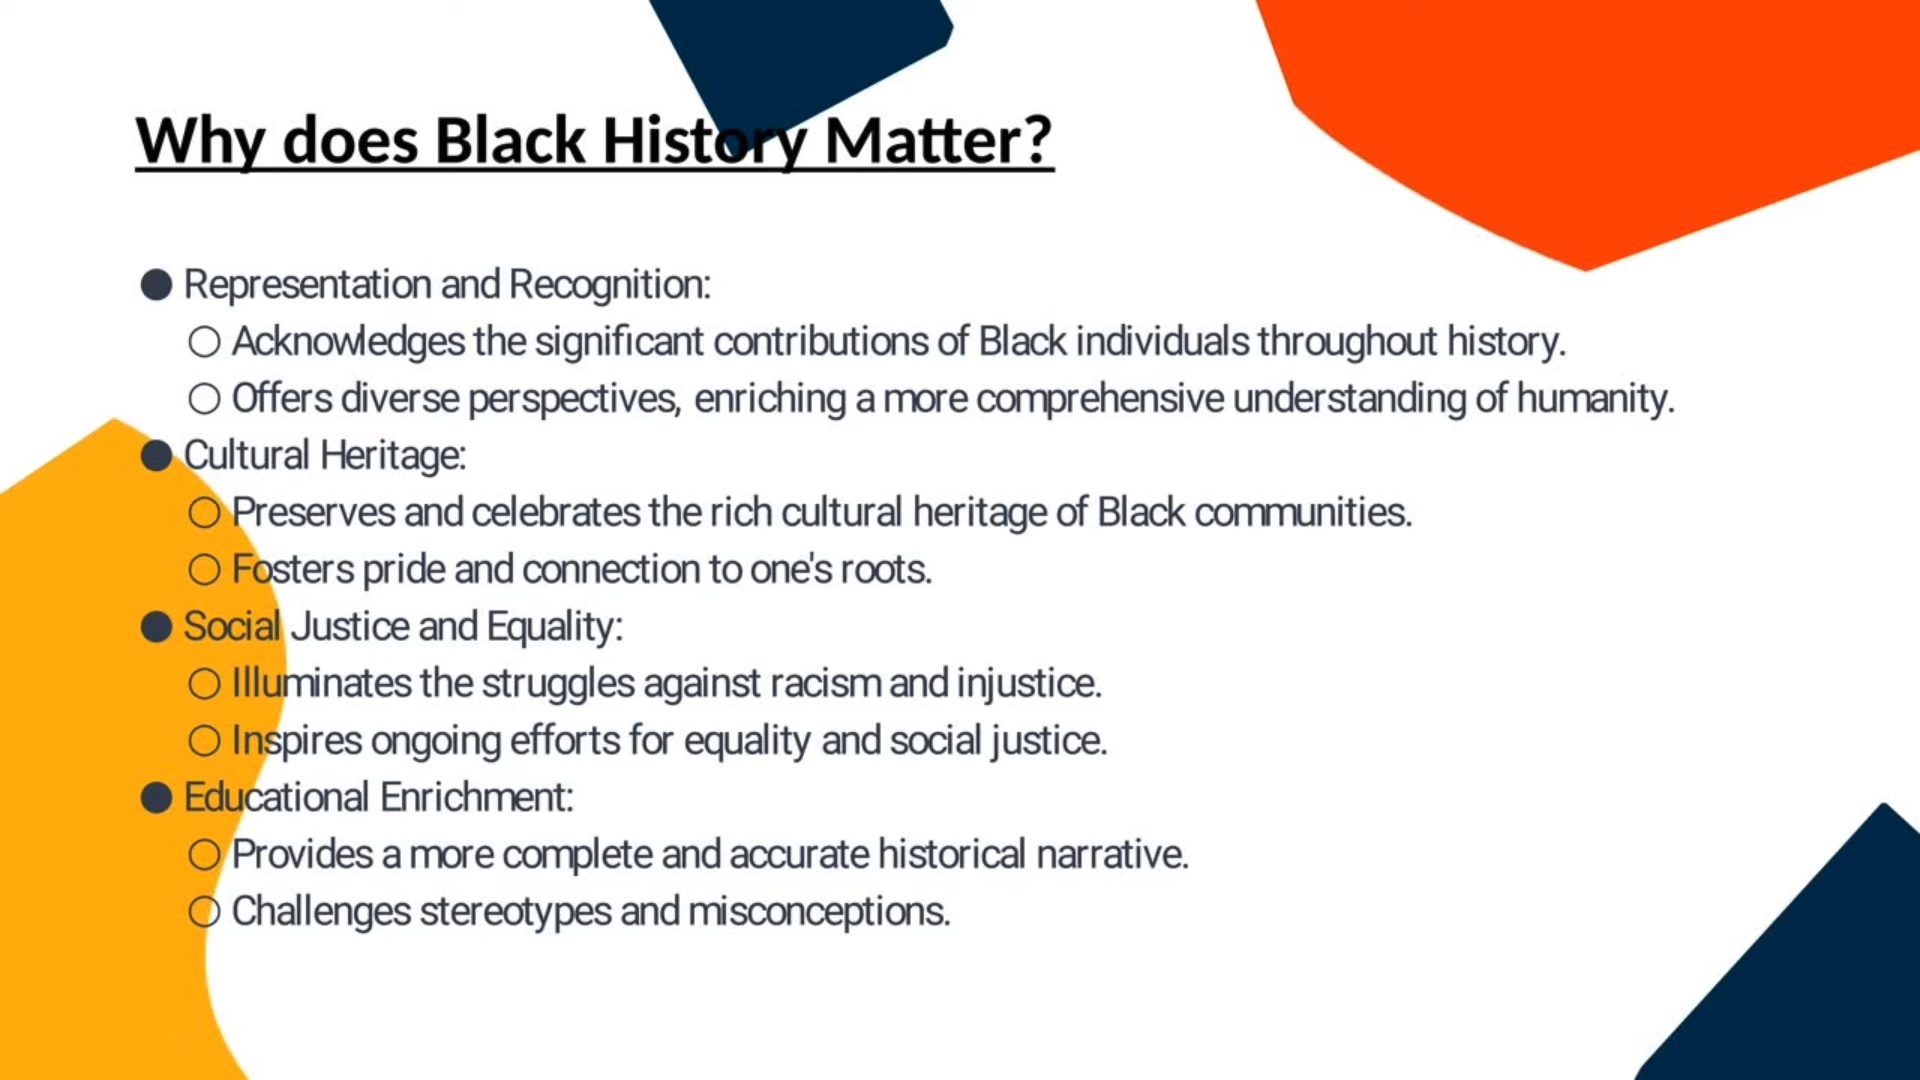 Why does Black History Matter?
● Representation and Recognition:
○ Acknowledges the significant contributions of Black individuals throughout history.
○ Offers diverse perspectives, enriching a more comprehensive understanding of humanity.
● Cultural Heritage:
○ Preserves and celebrates the rich cultural heritage of Black communities.
○ Fosters pride and connection to one's roots.
● Social Justice and Equality:
○ Illuminates the struggles against racism and injustice.
○ Inspires ongoing efforts for equality and social justice.
● Educational Enrichment:
○ Provides a more complete and accurate historical narrative.
○ Challenges stereotypes and misconceptions.